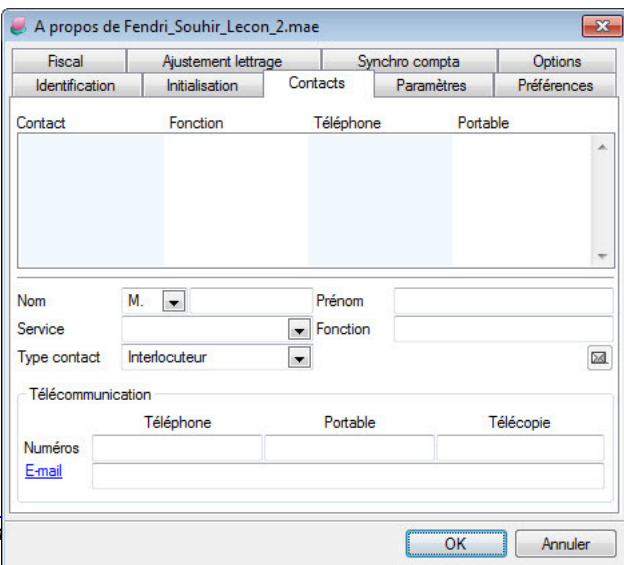 A propos de Fendri_Souhir_Lecon_2.mae
Fiscal Ajustement lettrage Synchro compta Options
Identification Initialisation Contacts Paramètres Préférences
Contact Fonction Téléphone Portable
Nom M. Prénom
Service Fonction
Type contact Interlocuteur
Télécommunication
Téléphone Portable Télécopie
Numéros
E-mail
OK Annuler